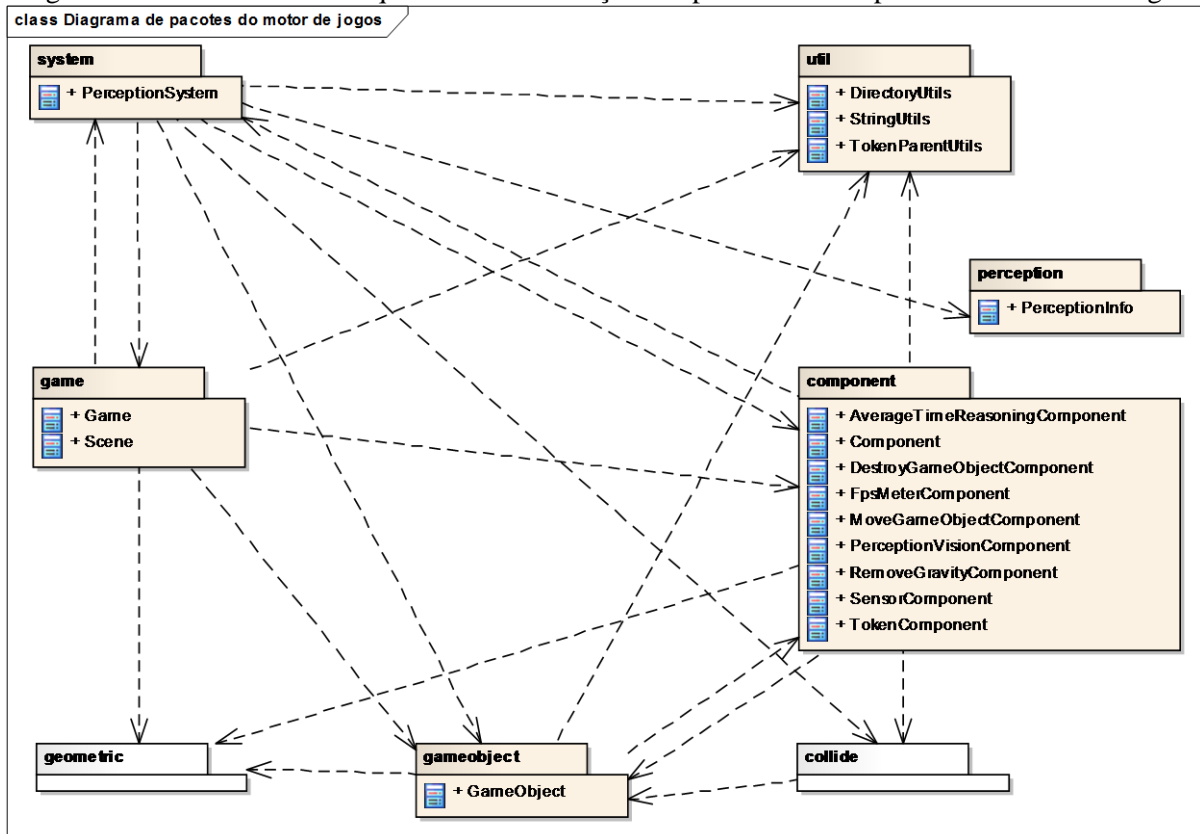 class Diagrama de pacotes do motor de jogos
system
+ PerceptionSystem
util
+ DirectoryUtils
+ StringUtils
+ TokenParentUtils
perception
+ PerceptionInfo
game
+ Game
+ Scene
component
+ AverageTimeReasoningComponent
+ Component
+ DestroyGameObjectComponent
+ FpsMeterComponent
+ MoveGameObjectComponent
+ PerceptionVisionComponent
+ RemoveGravityComponent
+ SensorComponent
+ TokenComponent
geometric
gameobject
+ GameObject
collide